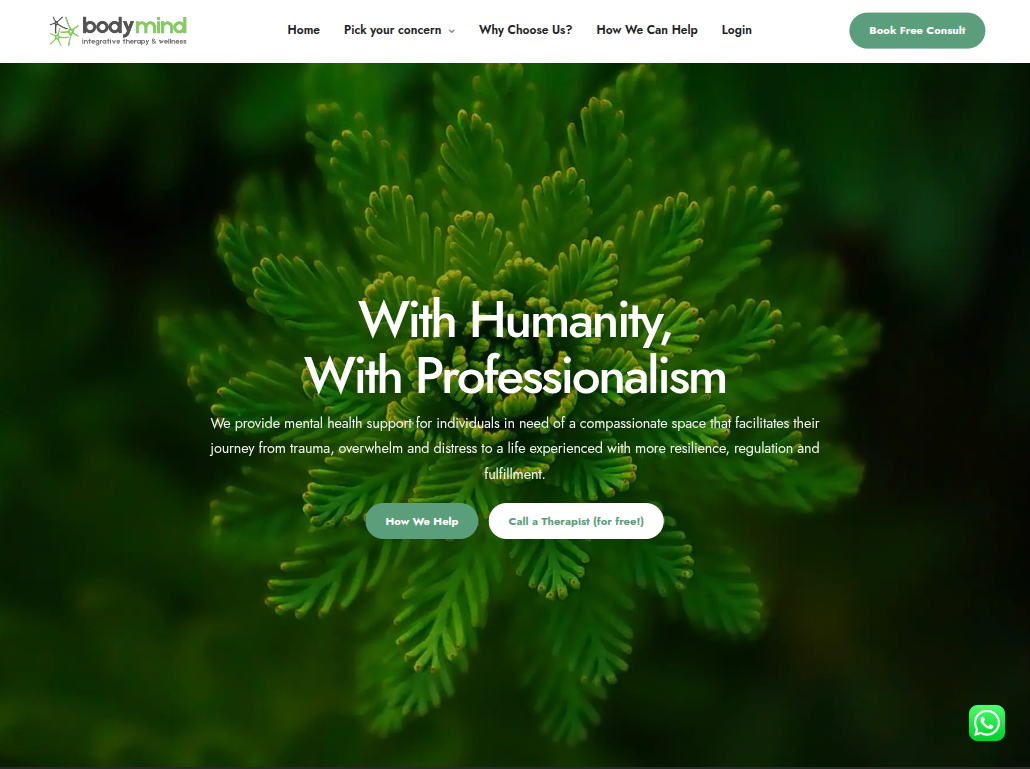 bodymind
integrative therapy & wellness
Home Pick your concern Why Choose Us? How We Can Help Login
Book Free Consult
With Humanity,
With Professionalism
We provide mental health support for individuals in need of a compassionate space that facilitates their
journey from trauma, overwhelm and distress to a life experienced with more resilience, regulation and
fulfillment.
How We Help
Call a Therapist (for free!)